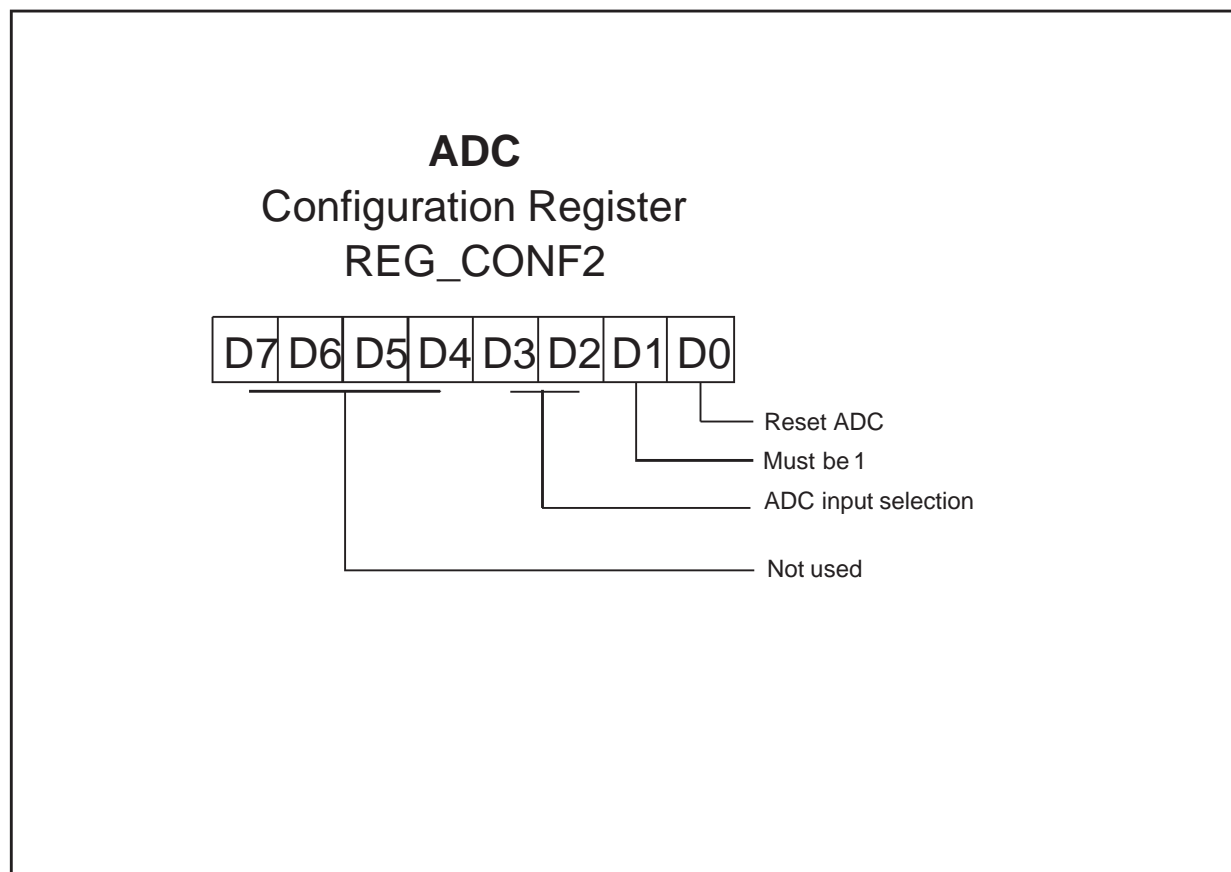 ADC
Configuration Register
REG_CONF2
D7 D6 D5 D4 D3 D2 D1 D0
Reset ADC
Must be 1
ADC input selection
Not used